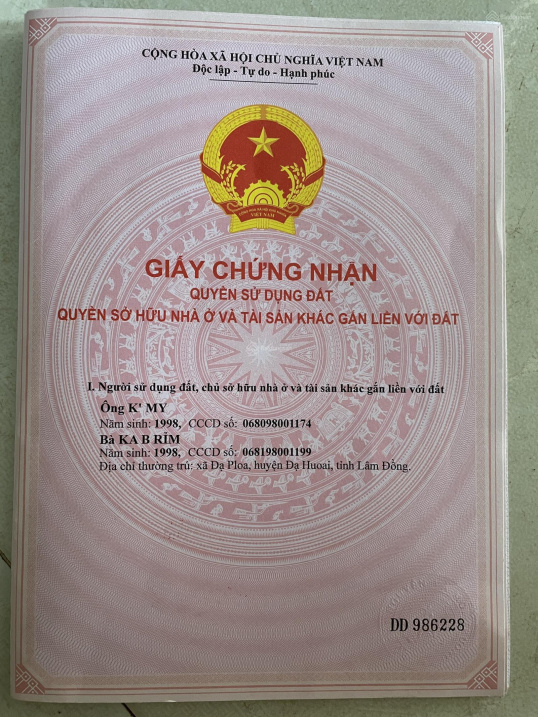 CỘNG HÒA XÃ HỘI CHỦ NGHĨA VIỆT NAM
Độc lập - Tự do - Hạnh phúc
VIỆT NAM
GIẤY CHỨNG NHẬN
QUYỀN SỬ DỤNG ĐẤT
QUYỀN SỞ HỮU NHÀ Ở VÀ TÀI SẢN KHÁC GẮN LIỀN VỚI ĐẤT
I. Người sử dụng đất, chủ sở hữu nhà ở và tài sản khác gắn liền với đất
Ông K' MY
Năm sinh: 1998, CCCD số: 068098001174
Bà KA B RỈM
Năm sinh: 1998, CCCD số: 068198001199
Địa chỉ thường trú: xã Đạ Ploa, huyện Đạ Huoai, tỉnh Lâm Đồng.
DD 986228